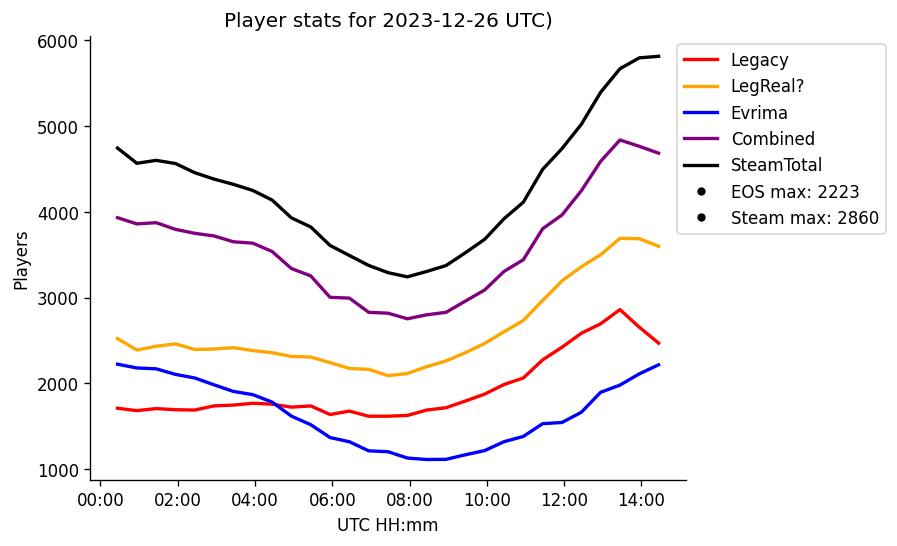 Player stats for 2023-12-26 UTC)
6000
5000
4000
3000
2000
1000
Players
00:00 02:00 04:00 06:00 08:00 10:00 12:00 14:00
UTC HH:mm
Legacy
LegReal?
Evrima
Combined
SteamTotal
EOS max: 2223
Steam max: 2860